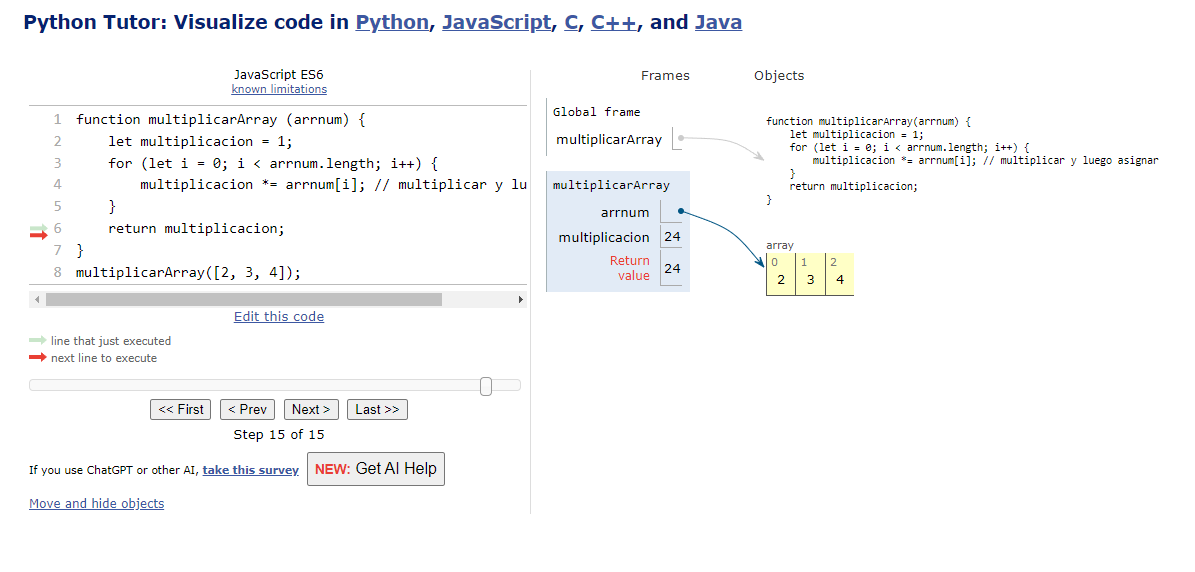 Python Tutor: Visualize code in Python, JavaScript, C, C++, and Java
JavaScript ES6
known limitations
1 function multiplicarArray (arrnum) {
2 let multiplicacion = 1;
3 for (let i = 0; i < arrnum.length; i++) {
4 multiplicacion *= arrnum[i]; // multiplicar y lu
5 }
6 return multiplicacion;
7 }
8 multiplicarArray([2, 3, 4]);
Edit this code
line that just executed
next line to execute
<< First < Prev Next > Last >>
Step 15 of 15
If you use ChatGPT or other AI, take this survey NEW: Get AI Help
Move and hide objects
Frames Objects
Global frame
multiplicarArray
multiplicarArray
arrnum
multiplicacion 24
Return
value 24
function multiplicarArray(arrnum) {
let multiplicacion = 1;
for (let i = 0; i < arrnum.length; i++) {
multiplicacion *= arrnum[i]; // multiplicar y luego asignar
}
return multiplicacion;
}
array
0 1 2
2 3 4